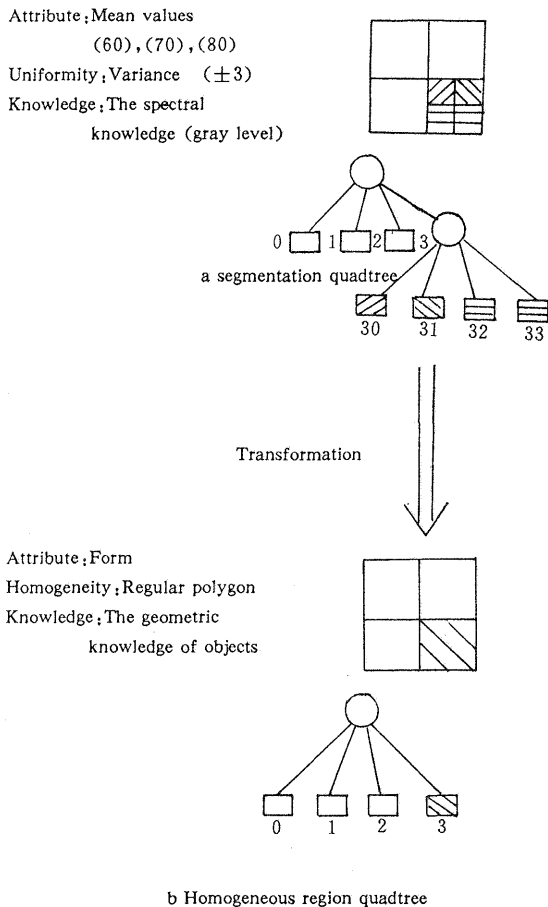 Attribute:Mean values
(60),(70),(80)
Uniformity:Variance (±3)
Knowledge:The spectral
knowledge (gray level)
0 1 2 3
a segmentation quadtree
30 31 32 33
Transformation
Attribute:Form
Homogeneity:Regular polygon
Knowledge:The geometric
knowledge of objects
0 1 2 3
b Homogeneous region quadtree